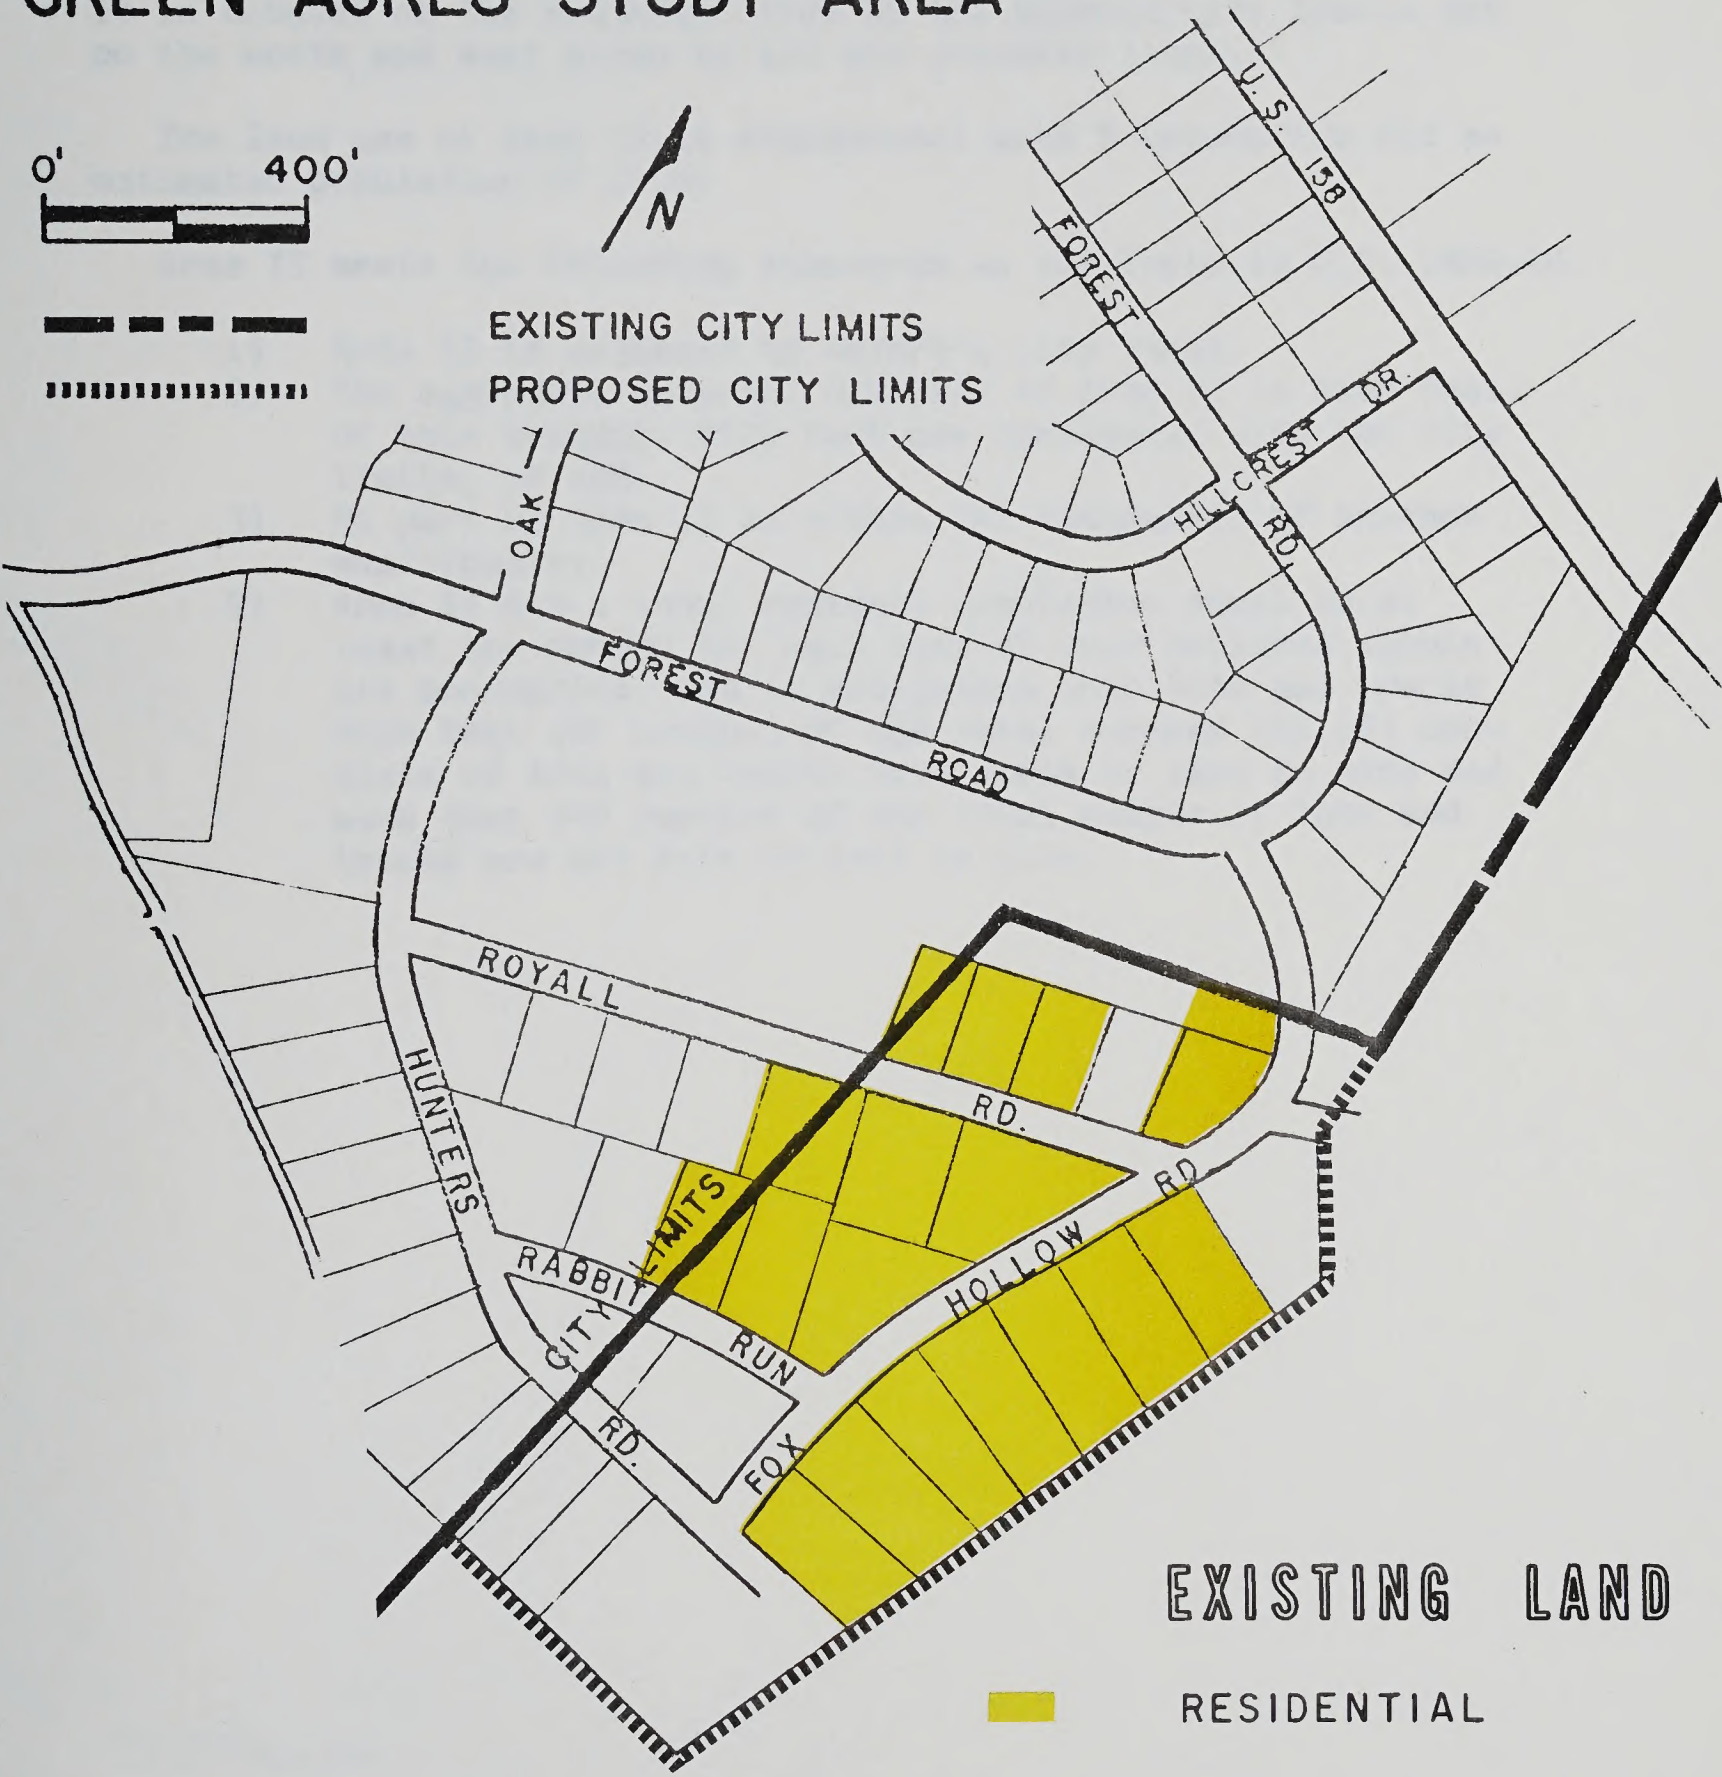 GREEN ACRES STUDY AREA
0' 400'
N
EXISTING CITY LIMITS
PROPOSED CITY LIMITS
U. S. 158
FOREST
HILLCREST DR.
RD
OAK
FOREST ROAD
ROYALL RD.
HUNTERS RD.
RABBIT RUN
CITY LIMITS
FOX HOLLOW RD
EXISTING LAND
RESIDENTIAL